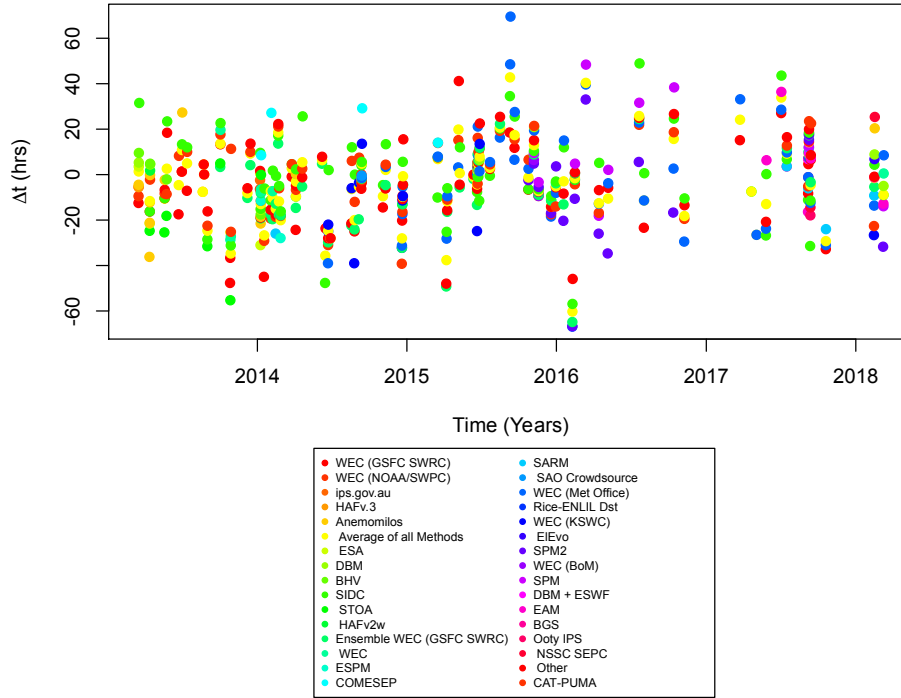 60
40
20
0
-20
-60
Δt (hrs)
2014 2015 2016 2017 2018
Time (Years)
WEC (GSFC SWRC)
WEC (NOAA/SWPC)
ips.gov.au
HAFv.3
Anemomilos
Average of all Methods
ESA
DBM
BHV
SIDC
STOA
HAFv2w
Ensemble WEC (GSFC SWRC)
WEC
ESPM
COMESEP
SARM
SAO Crowdsource
WEC (Met Office)
Rice-ENLIL Dst
WEC (KSWC)
ElEvo
SPM2
WEC (BoM)
SPM
DBM + ESWF
EAM
BGS
Ooty IPS
NSSC SEPC
Other
CAT-PUMA